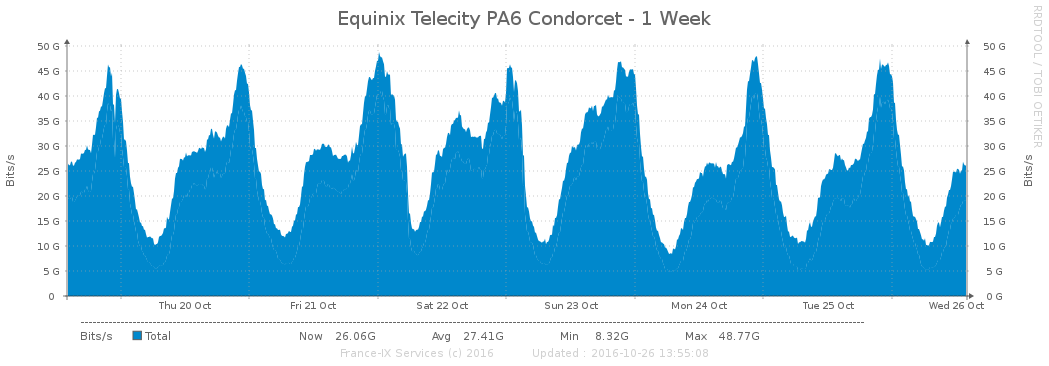 Equinix Telecity PA6 Condorcet - 1 Week
RRDTOOL / TOBI OETIKER
Bits/s
50 G
45 G
40 G
35 G
30 G
25 G
20 G
15 G
10 G
5 G
0
50 G
45 G
40 G
35 G
30 G
25 G
20 G
15 G
10 G
5 G
0 G
Bits/s
Thu 20 Oct Fri 21 Oct Sat 22 Oct Sun 23 Oct Mon 24 Oct Tue 25 Oct Wed 26 Oct
Bits/s Total Now 26.06G Avg 27.41G Min 8.32G Max 48.77G
France-IX Services (c) 2016 Updated : 2016-10-26 13:55:08